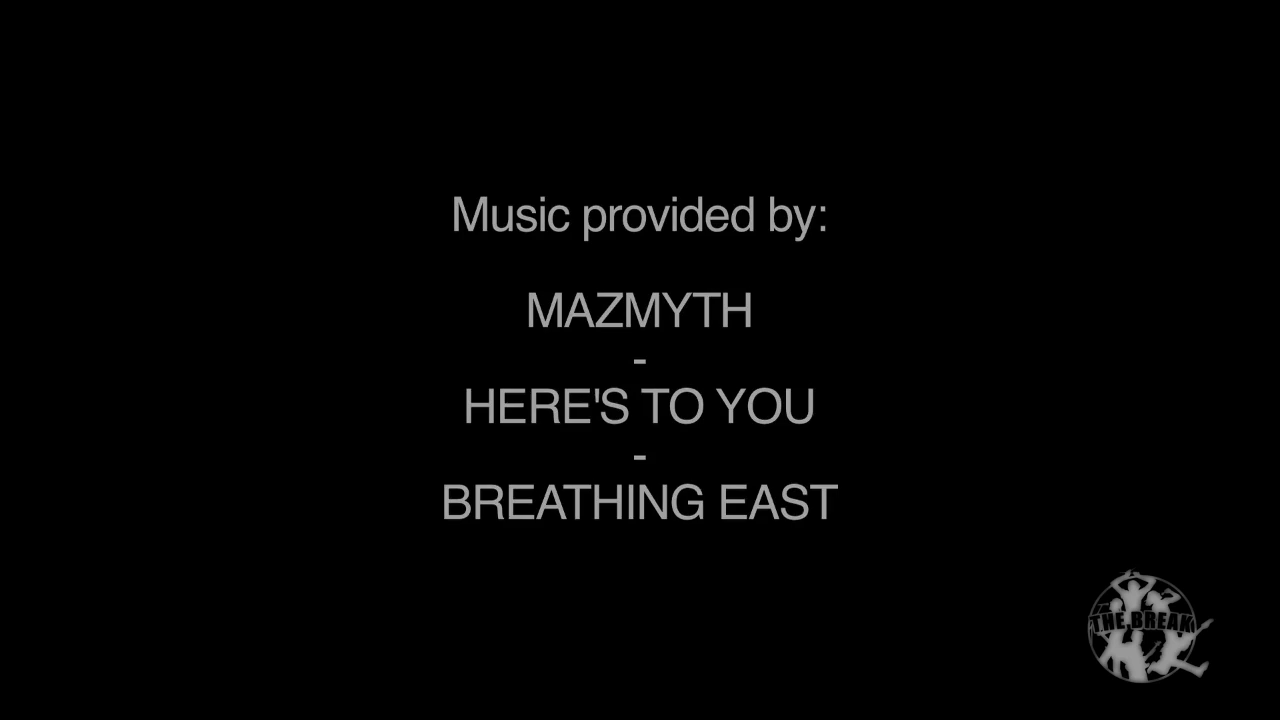 Music provided by:
MAZMYTH
-
HERE'S TO YOU
-
BREATHING EAST
THE BREAK